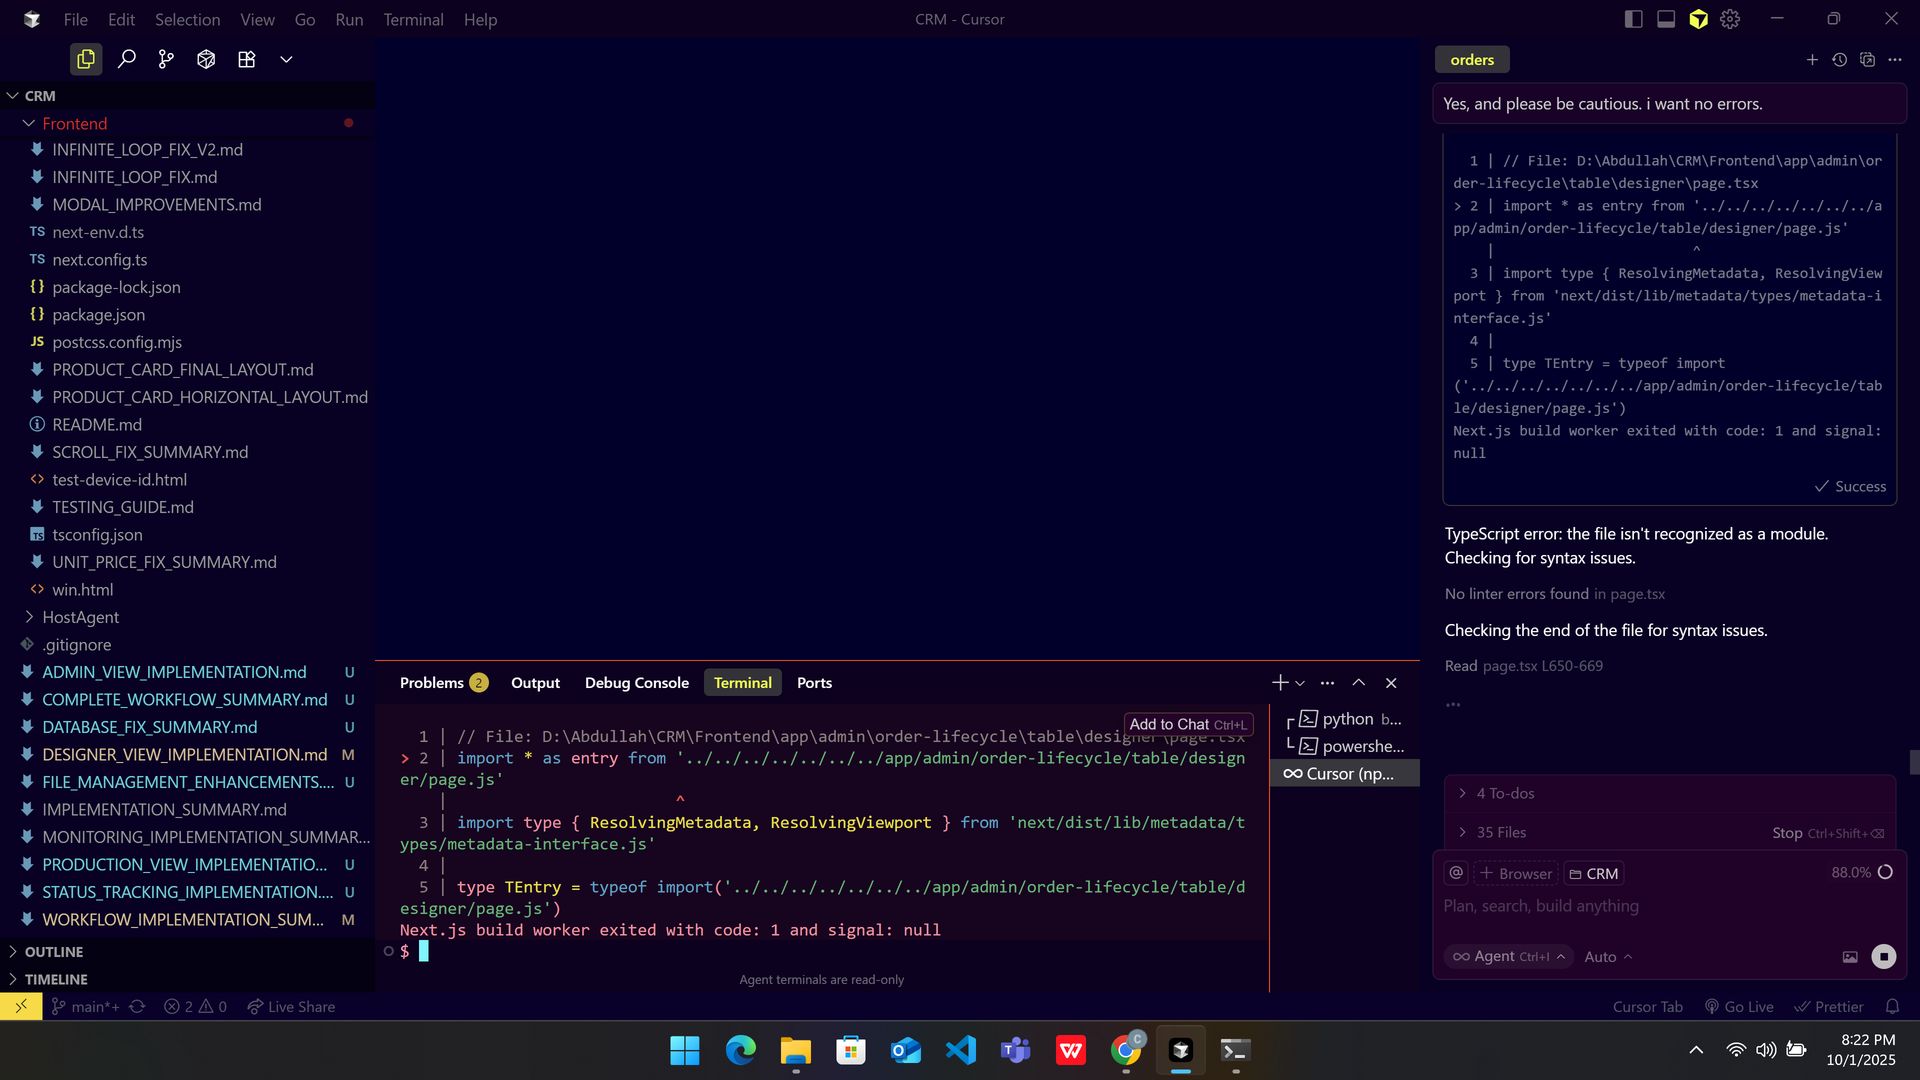 File Edit Selection View Go Run Terminal Help
CRM - Cursor
CRM
Frontend
INFINITE_LOOP_FIX_V2.md
INFINITE_LOOP_FIX.md
MODAL_IMPROVEMENTS.md
TS next-env.d.ts
TS next.config.ts
{} package-lock.json
{} package.json
JS postcss.config.mjs
PRODUCT_CARD_FINAL_LAYOUT.md
PRODUCT_CARD_HORIZONTAL_LAYOUT.md
README.md
SCROLL_FIX_SUMMARY.md
<> test-device-id.html
TESTING_GUIDE.md
TS tsconfig.json
UNIT_PRICE_FIX_SUMMARY.md
<> win.html
HostAgent
.gitignore
ADMIN_VIEW_IMPLEMENTATION.md U
COMPLETE_WORKFLOW_SUMMARY.md U
DATABASE_FIX_SUMMARY.md U
DESIGNER_VIEW_IMPLEMENTATION.md M
FILE_MANAGEMENT_ENHANCEMENTS.... U
IMPLEMENTATION_SUMMARY.md
MONITORING_IMPLEMENTATION_SUMMAR...
PRODUCTION_VIEW_IMPLEMENTATIO... U
STATUS_TRACKING_IMPLEMENTATION.... U
WORKFLOW_IMPLEMENTATION_SUM... M
OUTLINE
TIMELINE
Problems 2 Output Debug Console Terminal Ports
Add to Chat Ctrl+L
1 | // File: D:\Abdullah\CRM\Frontend\app\admin\order-lifecycle\table\designer\page.tsx
> 2 | import * as entry from '../../../../../../../app/admin/order-lifecycle/table/design
er/page.js'
| ^
3 | import type { ResolvingMetadata, ResolvingViewport } from 'next/dist/lib/metadata/t
ypes/metadata-interface.js'
4 |
5 | type TEntry = typeof import('../../../../../../../app/admin/order-lifecycle/table/d
esigner/page.js')
Next.js build worker exited with code: 1 and signal: null
$
Agent terminals are read-only
python b...
powershe...
Cursor (np...
orders
Yes, and please be cautious. i want no errors.
1 | // File: D:\Abdullah\CRM\Frontend\app\admin\or
der-lifecycle\table\designer\page.tsx
> 2 | import * as entry from '../../../../../../../a
pp/admin/order-lifecycle/table/designer/page.js'
| ^
3 | import type { ResolvingMetadata, ResolvingView
port } from 'next/dist/lib/metadata/types/metadata-i
nterface.js'
4 |
5 | type TEntry = typeof import
('../../../../../../../app/admin/order-lifecycle/tab
le/designer/page.js')
Next.js build worker exited with code: 1 and signal:
null
Success
TypeScript error: the file isn't recognized as a module.
Checking for syntax issues.
No linter errors found in page.tsx
Checking the end of the file for syntax issues.
Read page.tsx L650-669
4 To-dos
35 Files Stop Ctrl+Shift+⌫
@ + Browser CRM 88.0%
Plan, search, build anything
Agent Ctrl+I Auto
main*+ 2 0 Live Share
Cursor Tab Go Live Prettier
8:22 PM
10/1/2025